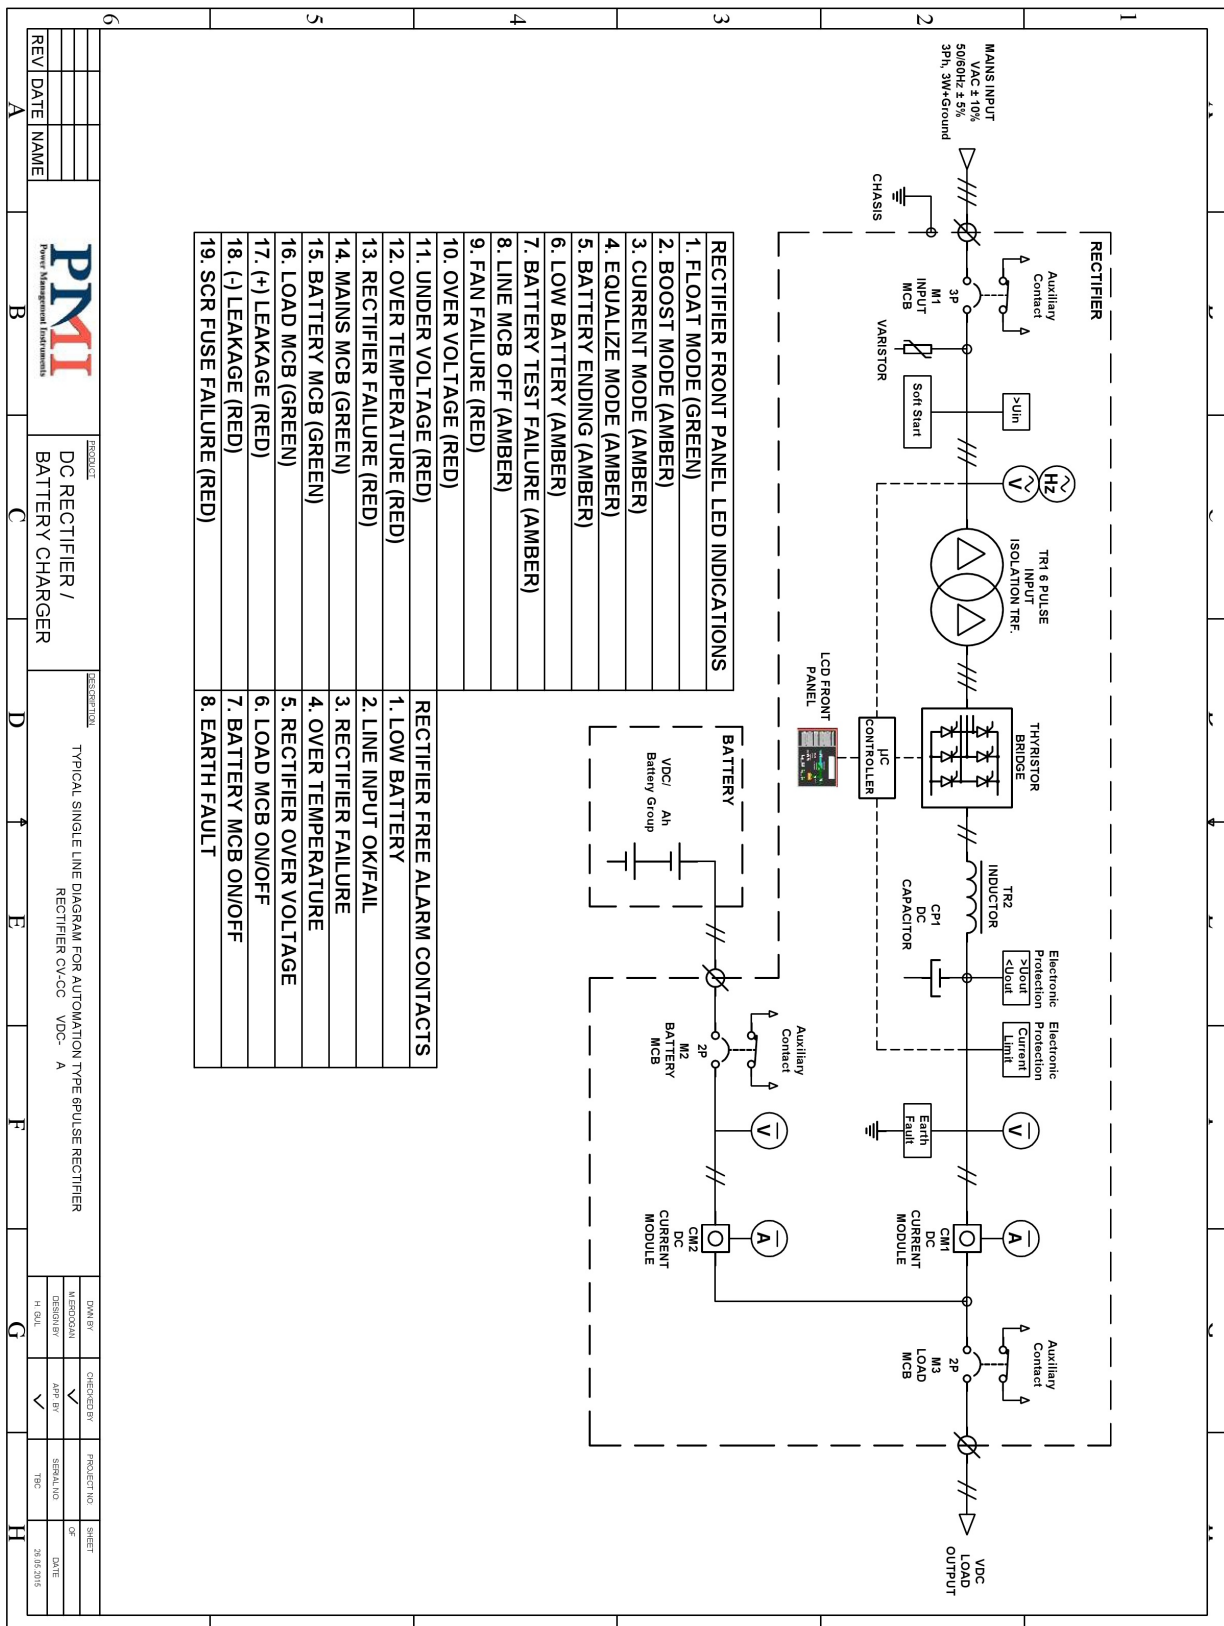 1
2
3
4
5
6
RECTIFIER
MAINS INPUT
VAC ± 10%
50/60Hz ± 5%
3Ph, 3W+Ground
CHASIS
Auxiliary
Contact
M1
INPUT
MCB
3P
VARISTOR
>Uin
Soft Start
Hz
V
TR1 6 PULSE
INPUT
ISOLATION TRF.
THYRISTOR
BRIDGE
µC
CONTROLLER
LCD FRONT
PANEL
TR2
INDUCTOR
CP1
DC
CAPACITOR
Electronic
Protection
>Uout
<Uout
Electronic
Protection
Current
Limit
V
Earth
Fault
A
CM1
DC
CURRENT
MODULE
Auxiliary
Contact
M3
LOAD
MCB
2P
VDC
LOAD
OUTPUT
BATTERY
VDC/ Ah
Battery Group
Auxiliary
Contact
2P
M2
BATTERY
MCB
V
A
CM2
DC
CURRENT
MODULE
RECTIFIER FRONT PANEL LED INDICATIONS
1. FLOAT MODE (GREEN)
2. BOOST MODE (AMBER)
3. CURRENT MODE (AMBER)
4. EQUALIZE MODE (AMBER)
5. BATTERY ENDING (AMBER)
6. LOW BATTERY (AMBER)
7. BATTERY TEST FAILURE (AMBER)
8. LINE MCB OFF (AMBER)
9. FAN FAILURE (RED)
10. OVER VOLTAGE (RED)
11. UNDER VOLTAGE (RED)
12. OVER TEMPERATURE (RED)
13. RECTIFIER FAILURE (RED)
14. MAINS MCB (GREEN)
15. BATTERY MCB (GREEN)
16. LOAD MCB (GREEN)
17. (+) LEAKAGE (RED)
18. (-) LEAKAGE (RED)
19. SCR FUSE FAILURE (RED)
RECTIFIER FREE ALARM CONTACTS
1. LOW BATTERY
2. LINE INPUT OK/FAIL
3. RECTIFIER FAILURE
4. OVER TEMPERATURE
5. RECTIFIER OVER VOLTAGE
6. LOAD MCB ON/OFF
7. BATTERY MCB ON/OFF
8. EARTH FAULT
REV DATE NAME
PMI
Power Management Instruments
PRODUCT
DC RECTIFIER /
BATTERY CHARGER
DESCRIPTION
TYPICAL SINGLE LINE DIAGRAM FOR AUTOMATION TYPE 6PULSE RECTIFIER
RECTIFIER CV-CC VDC- A
DWN BY
M.ERDOGAN
DESIGN BY
H. GUL
CHECKED BY
APP. BY
PROJECT NO:
SERIAL NO
TBC
SHEET
OF
DATE
26.05.2015
A
B
C
D
E
F
G
H